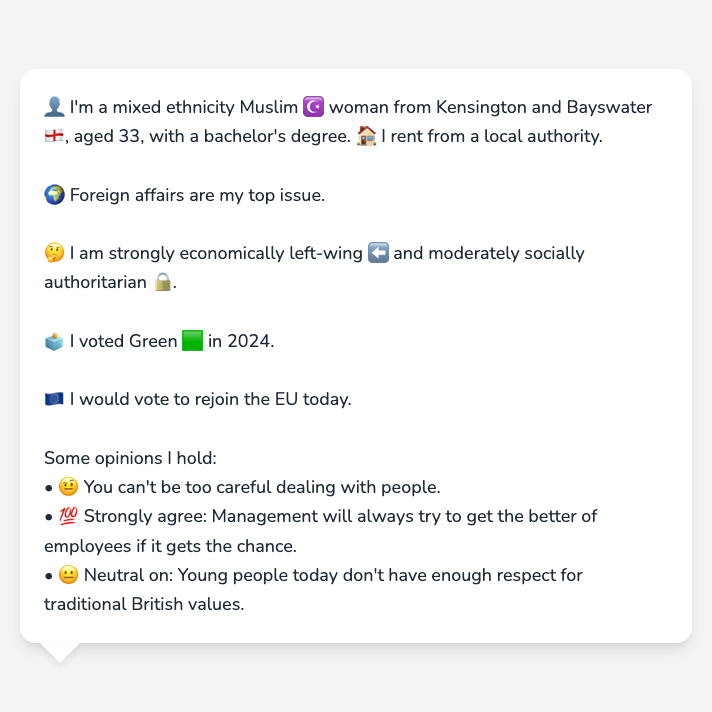 👤 I'm a mixed ethnicity Muslim ☪️ woman from Kensington and Bayswater
🏴󠁧󠁢󠁥󠁮󠁧󠁿, aged 33, with a bachelor's degree. 🏠 I rent from a local authority.
🌍 Foreign affairs are my top issue.
🤔 I am strongly economically left-wing ⬅️ and moderately socially
authoritarian 🔒.
🗳️ I voted Green 🟩 in 2024.
🇪🇺 I would vote to rejoin the EU today.
Some opinions I hold:
• 🤨 You can't be too careful dealing with people.
• 💯 Strongly agree: Management will always try to get the better of
employees if it gets the chance.
• 😐 Neutral on: Young people today don't have enough respect for
traditional British values.